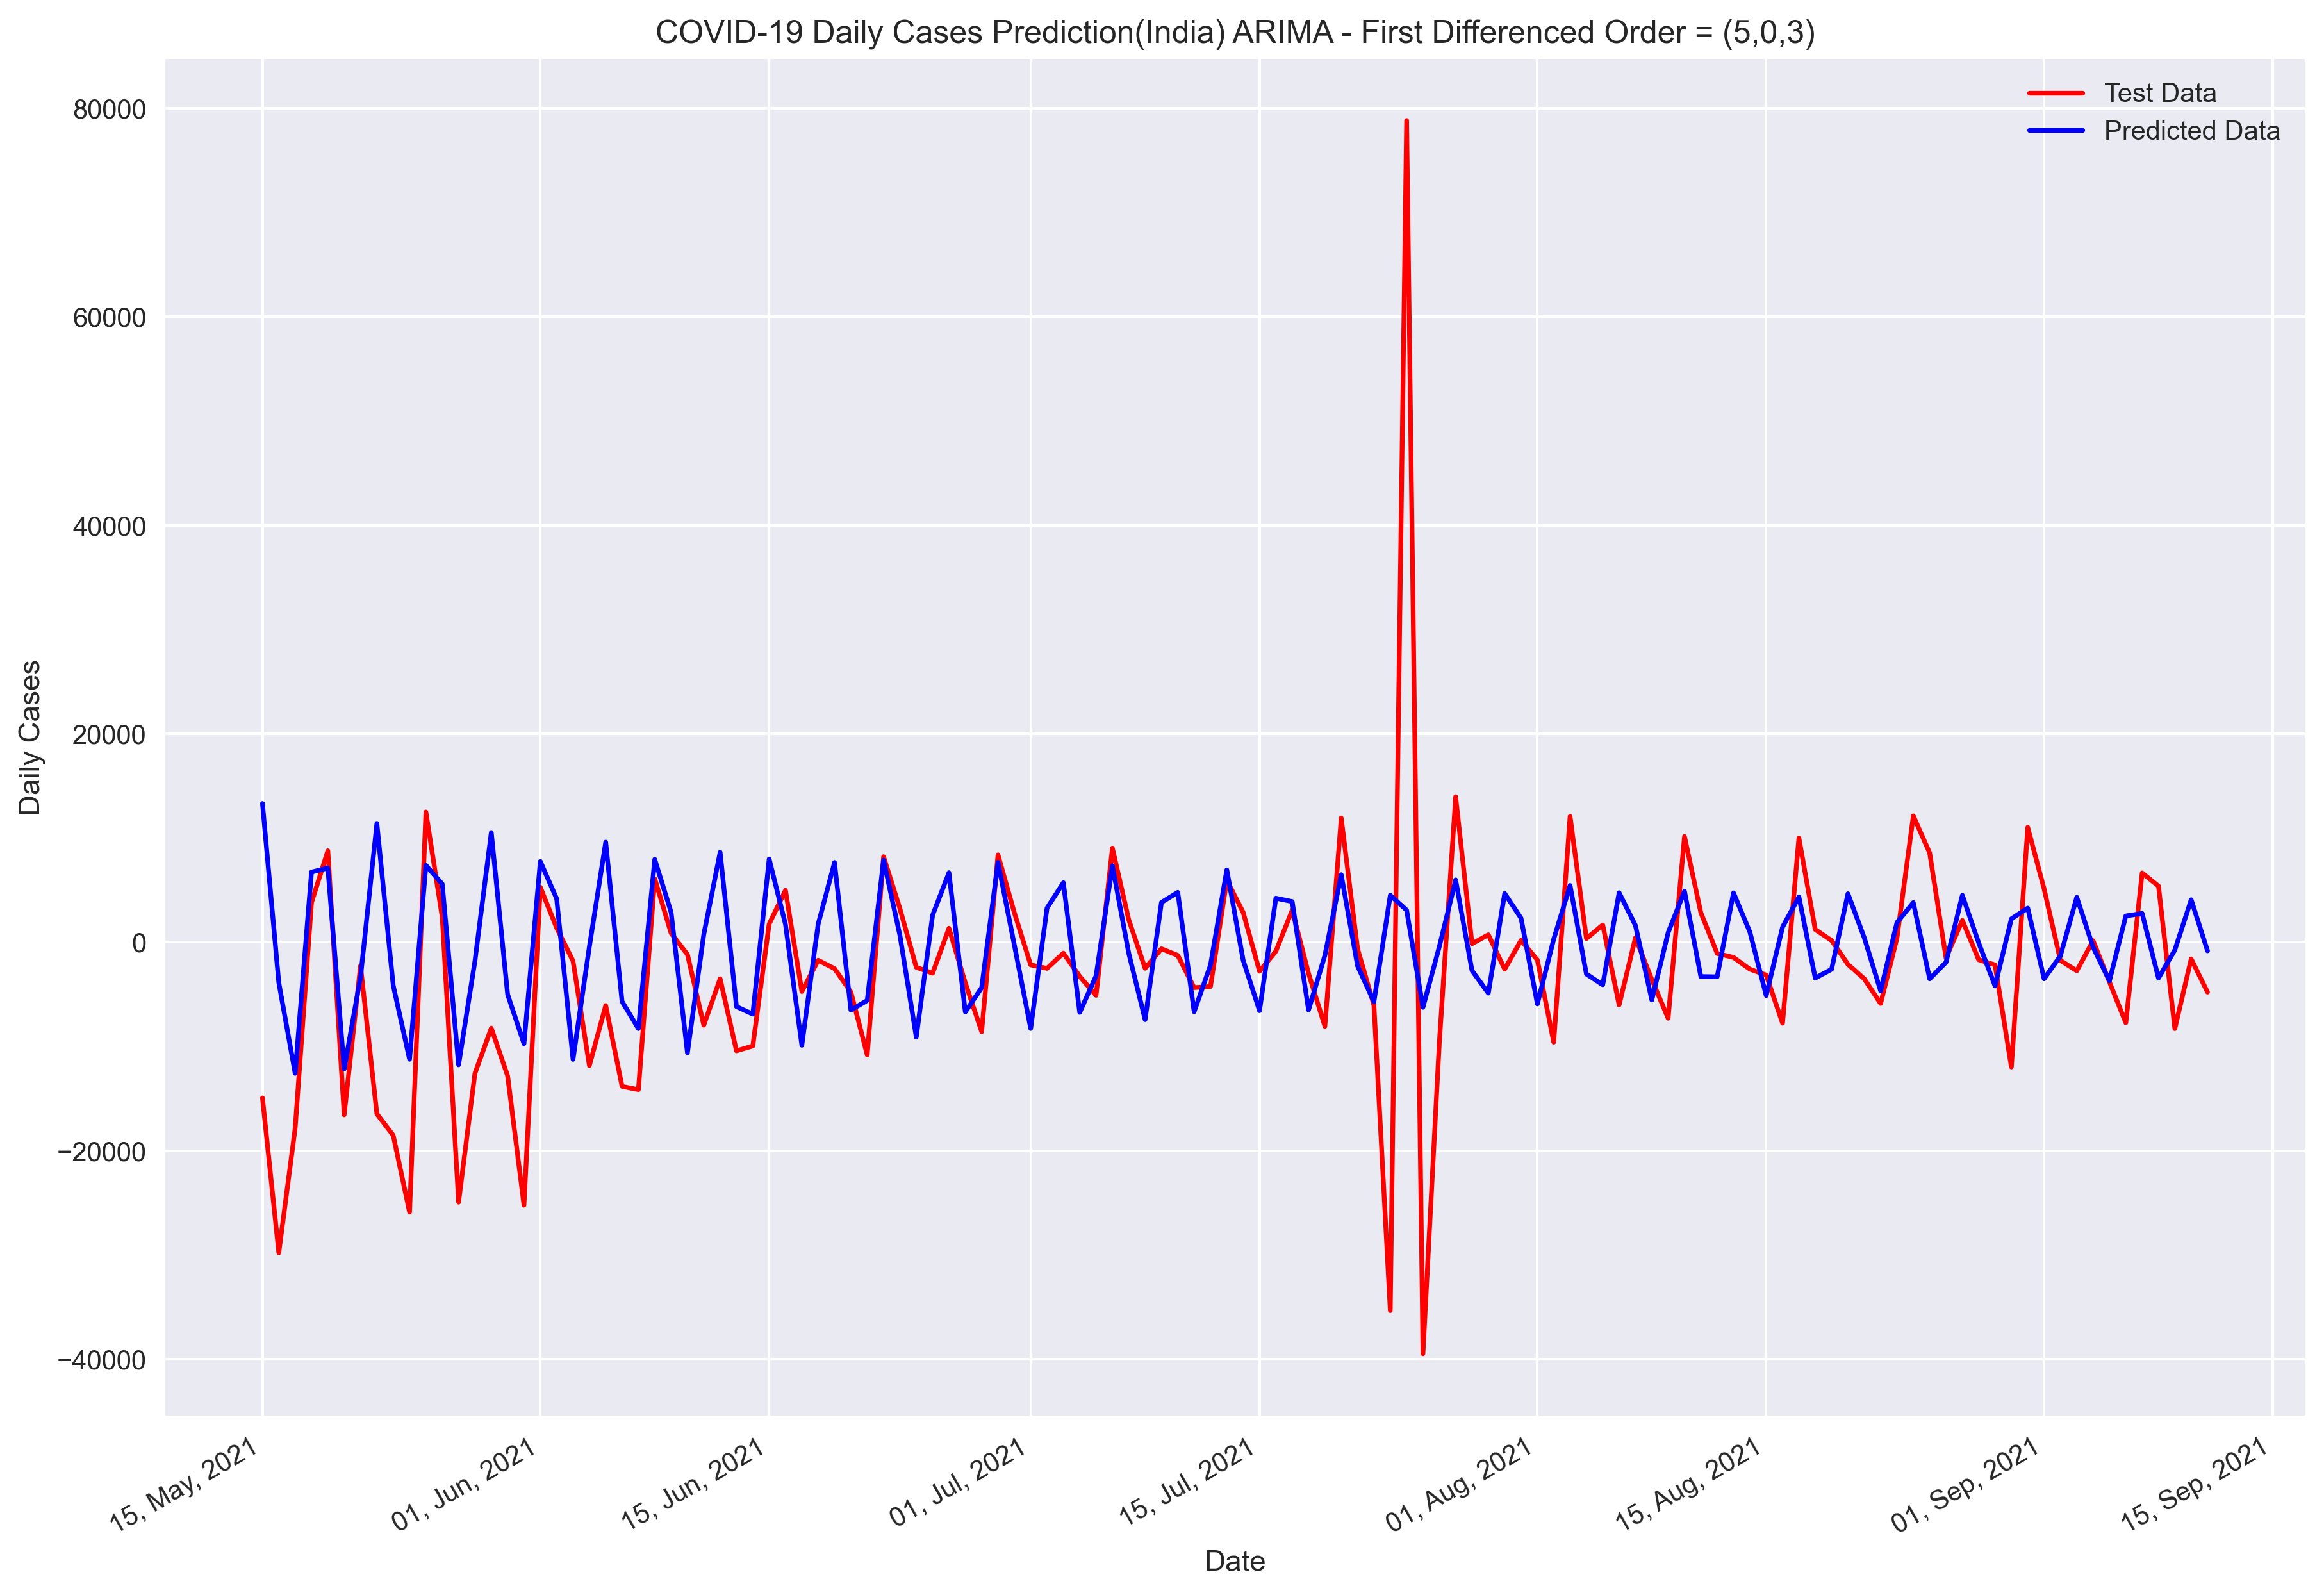 COVID-19 Daily Cases Prediction(India) ARIMA - First Differenced Order = (5,0,3)
Test Data
Predicted Data
80000
60000
40000
20000
0
−20000
−40000
Daily Cases
15, May, 2021
01, Jun, 2021
15, Jun, 2021
01, Jul, 2021
15, Jul, 2021
01, Aug, 2021
15, Aug, 2021
01, Sep, 2021
15, Sep, 2021
Date